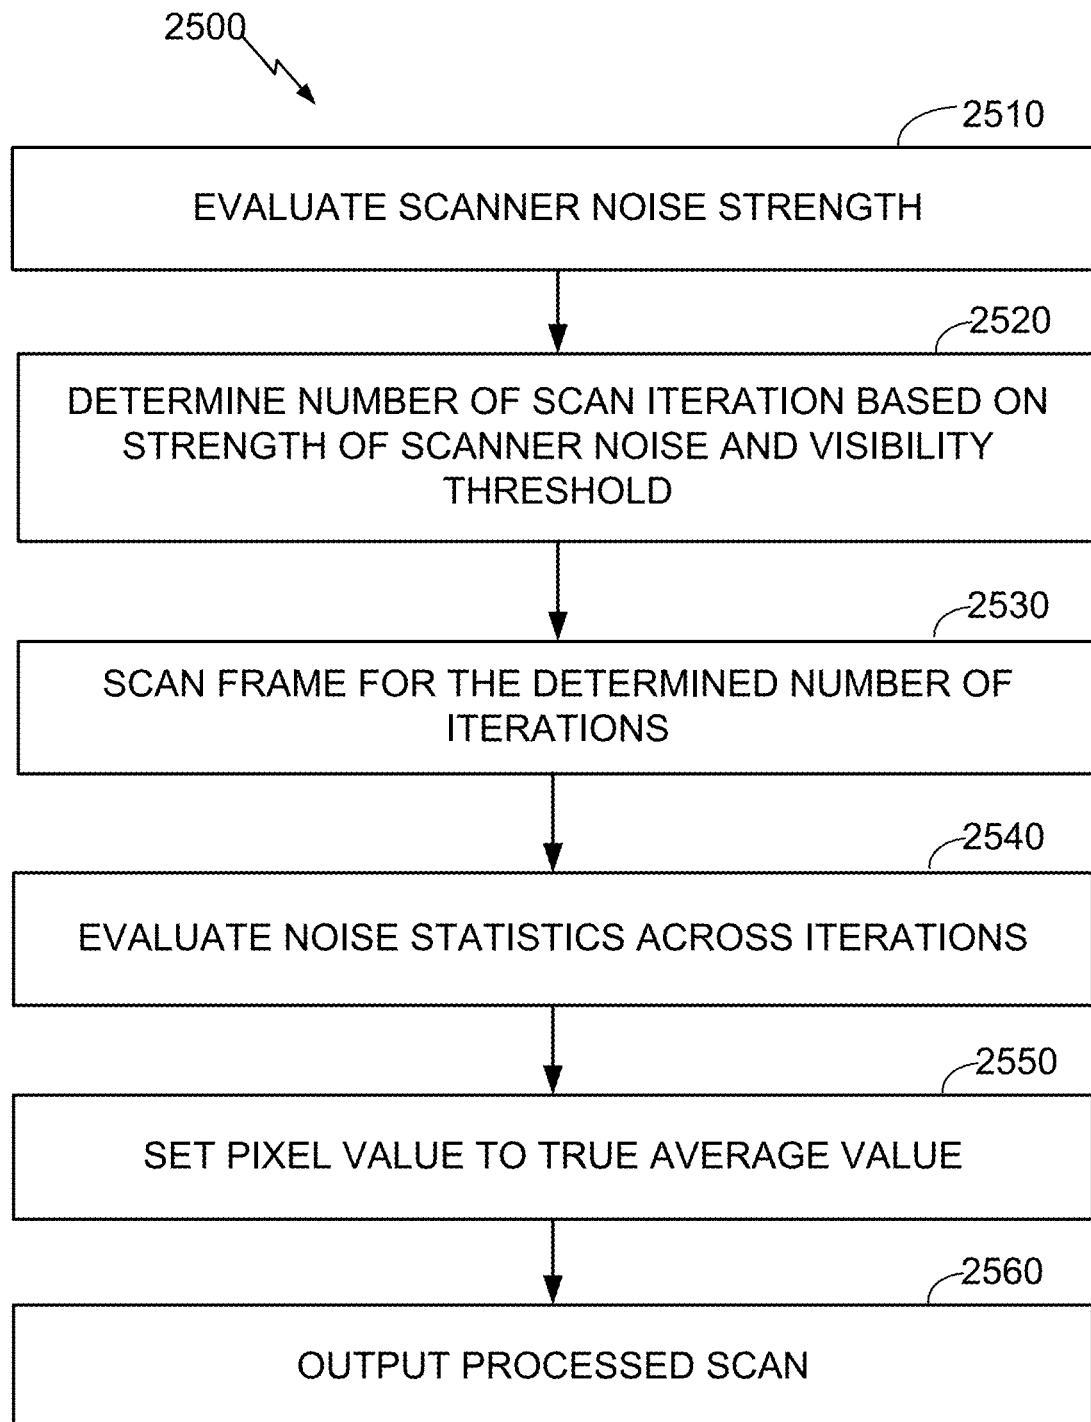 2500
2510
EVALUATE SCANNER NOISE STRENGTH
2520
DETERMINE NUMBER OF SCAN ITERATION BASED ON
STRENGTH OF SCANNER NOISE AND VISIBILITY
THRESHOLD
2530
SCAN FRAME FOR THE DETERMINED NUMBER OF
ITERATIONS
2540
EVALUATE NOISE STATISTICS ACROSS ITERATIONS
2550
SET PIXEL VALUE TO TRUE AVERAGE VALUE
2560
OUTPUT PROCESSED SCAN